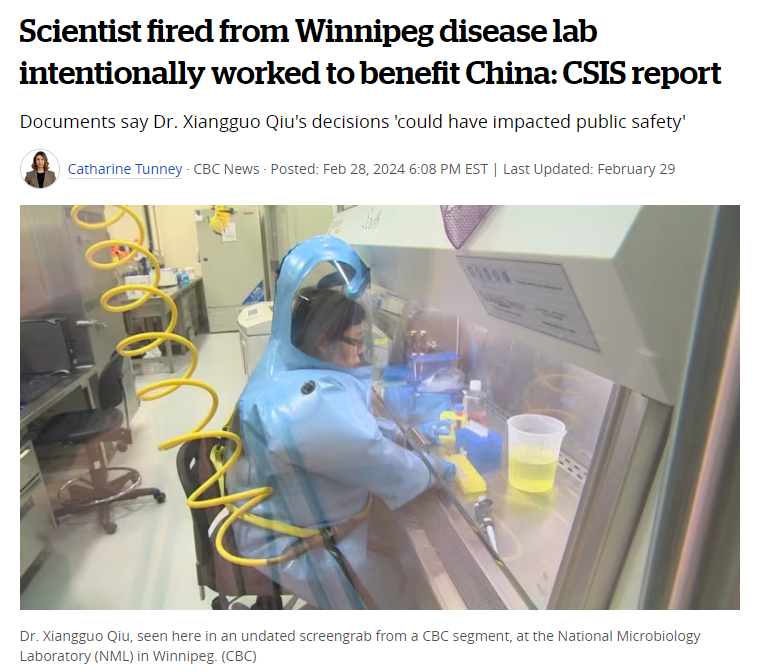 Scientist fired from Winnipeg disease lab
intentionally worked to benefit China: CSIS report
Documents say Dr. Xiangguo Qiu's decisions 'could have impacted public safety'
Catharine Tunney · CBC News · Posted: Feb 28, 2024 6:08 PM EST | Last Updated: February 29
Dr. Xiangguo Qiu, seen here in an undated screengrab from a CBC segment, at the National Microbiology
Laboratory (NML) in Winnipeg. (CBC)